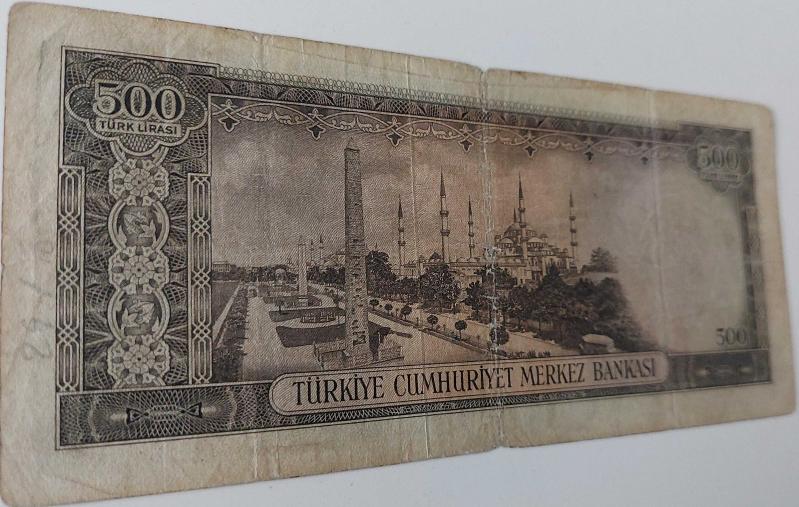 500
TÜRK LİRASI
500
500
TÜRKİYE CUMHURİYET MERKEZ BANKASI